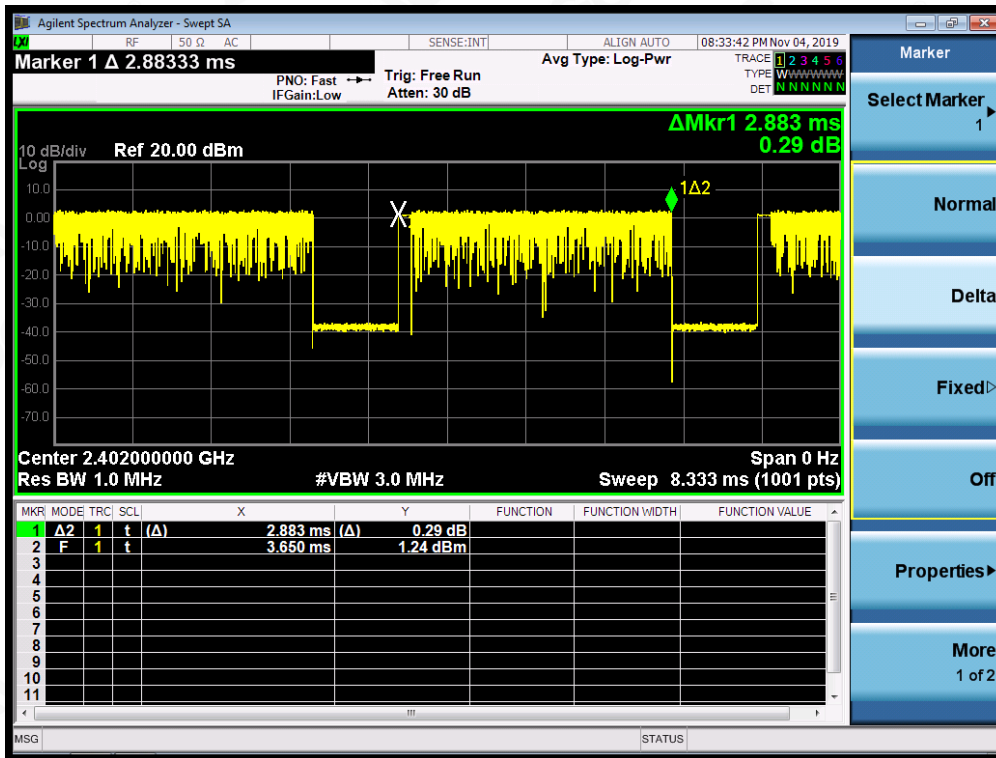 Agilent Spectrum Analyzer - Swept SA
LXI RF 50 Ω AC SENSE:INT ALIGN AUTO 08:33:42 PM Nov 04, 2019
Marker 1 Δ 2.88333 ms
PNO: Fast
IFGain:Low
Trig: Free Run
Atten: 30 dB
Avg Type: Log-Pwr
TRACE 1 2 3 4 5 6
TYPE WWWWWW
DET N N N N N N
ΔMkr1 2.883 ms
0.29 dB
10 dB/div Ref 20.00 dBm
Log
10.0
0.00
-10.0
-20.0
-30.0
-40.0
-50.0
-60.0
-70.0
X
1Δ2
Center 2.402000000 GHz Span 0 Hz
Res BW 1.0 MHz #VBW 3.0 MHz Sweep 8.333 ms (1001 pts)
MKR MODE TRC SCL X Y FUNCTION FUNCTION WIDTH FUNCTION VALUE
1 Δ2 1 t (Δ) 2.883 ms (Δ) 0.29 dB
2 F 1 t 3.650 ms 1.24 dBm
3
4
5
6
7
8
9
10
11
MSG STATUS
Marker
Select Marker
1
Normal
Delta
Fixed
Off
Properties
More
1 of 2